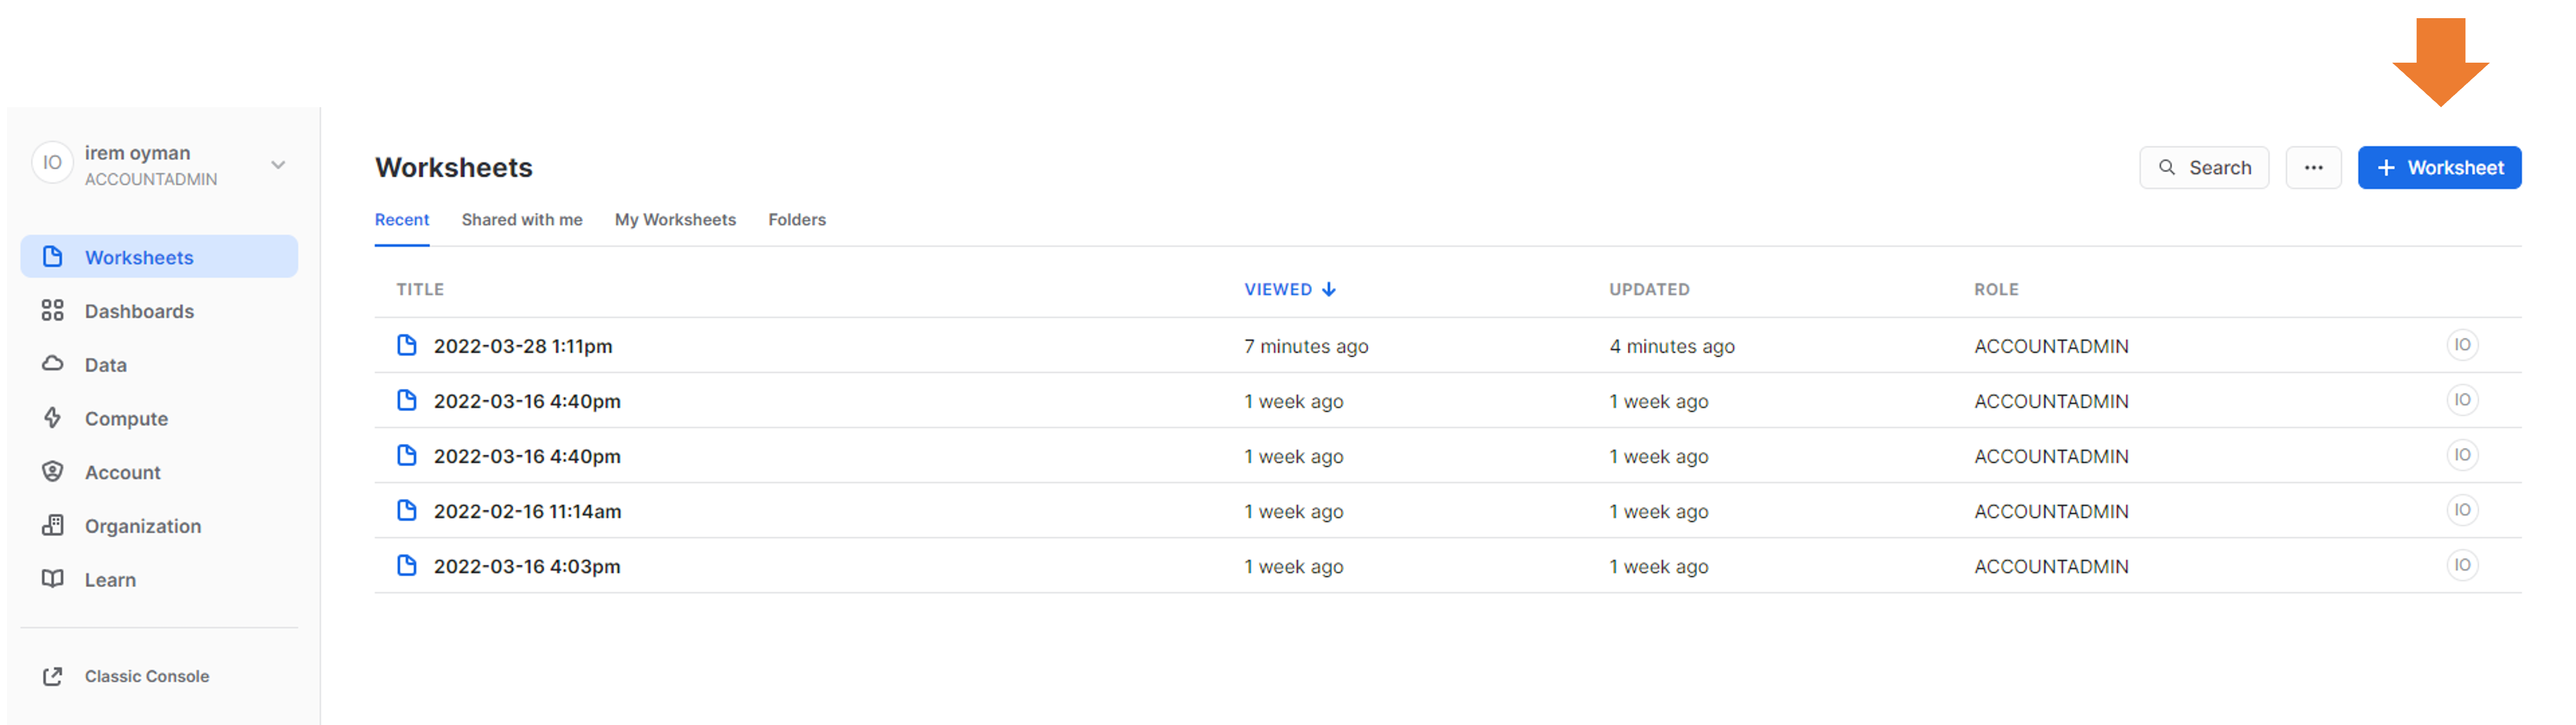 IO irem oyman
ACCOUNTADMIN
Worksheets
Dashboards
Data
Compute
Account
Organization
Learn
Classic Console
Worksheets
Search ... + Worksheet
Recent Shared with me My Worksheets Folders
TITLE VIEWED UPDATED ROLE
2022-03-28 1:11pm 7 minutes ago 4 minutes ago ACCOUNTADMIN IO
2022-03-16 4:40pm 1 week ago 1 week ago ACCOUNTADMIN IO
2022-03-16 4:40pm 1 week ago 1 week ago ACCOUNTADMIN IO
2022-02-16 11:14am 1 week ago 1 week ago ACCOUNTADMIN IO
2022-03-16 4:03pm 1 week ago 1 week ago ACCOUNTADMIN IO